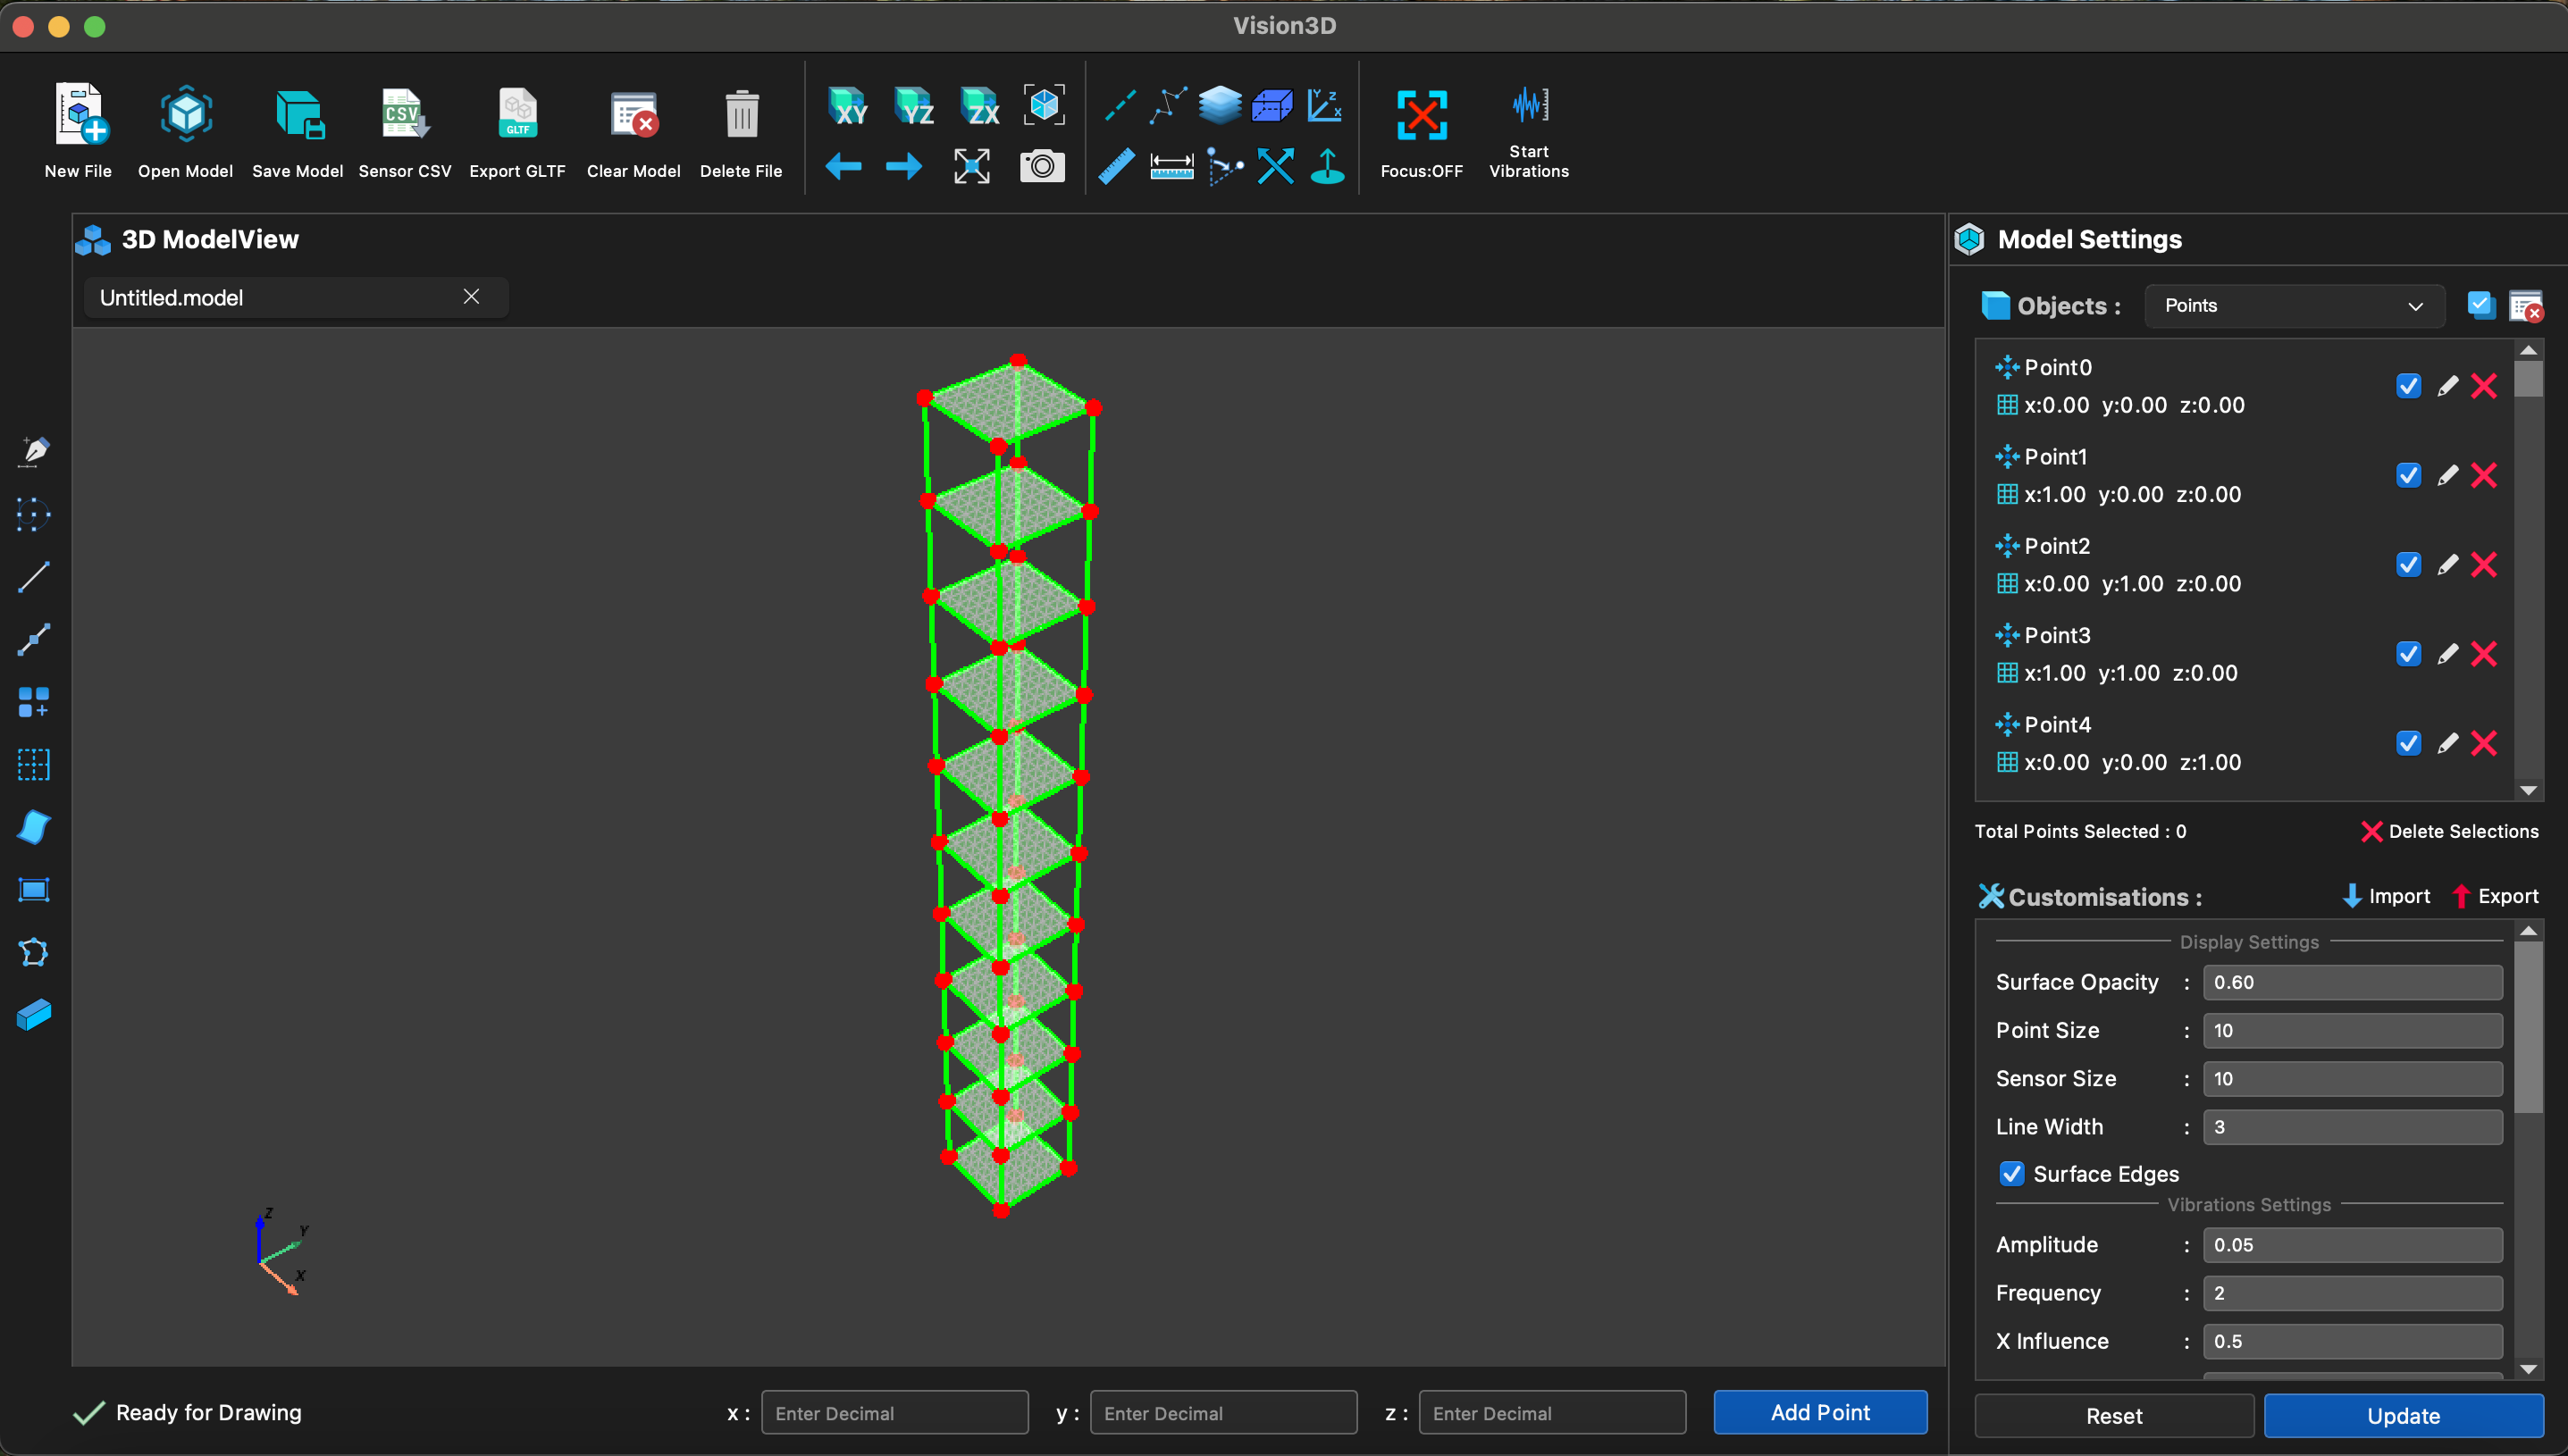 Vision3D
New File
Open Model
Save Model
CSV
Sensor CSV
GLTF
Export GLTF
Clear Model
Delete File
XY
YZ
ZX
Y Z X
Focus:OFF
Start
Vibrations
3D ModelView
Untitled.model
Z
Y
X
Ready for Drawing
x :
Enter Decimal
y :
Enter Decimal
z :
Enter Decimal
Add Point
Model Settings
Objects :
Points
Point0
x:0.00 y:0.00 z:0.00
Point1
x:1.00 y:0.00 z:0.00
Point2
x:0.00 y:1.00 z:0.00
Point3
x:1.00 y:1.00 z:0.00
Point4
x:0.00 y:0.00 z:1.00
Total Points Selected : 0
Delete Selections
Customisations :
Import
Export
Display Settings
Surface Opacity : 0.60
Point Size : 10
Sensor Size : 10
Line Width : 3
Surface Edges
Vibrations Settings
Amplitude : 0.05
Frequency : 2
X Influence : 0.5
Reset
Update